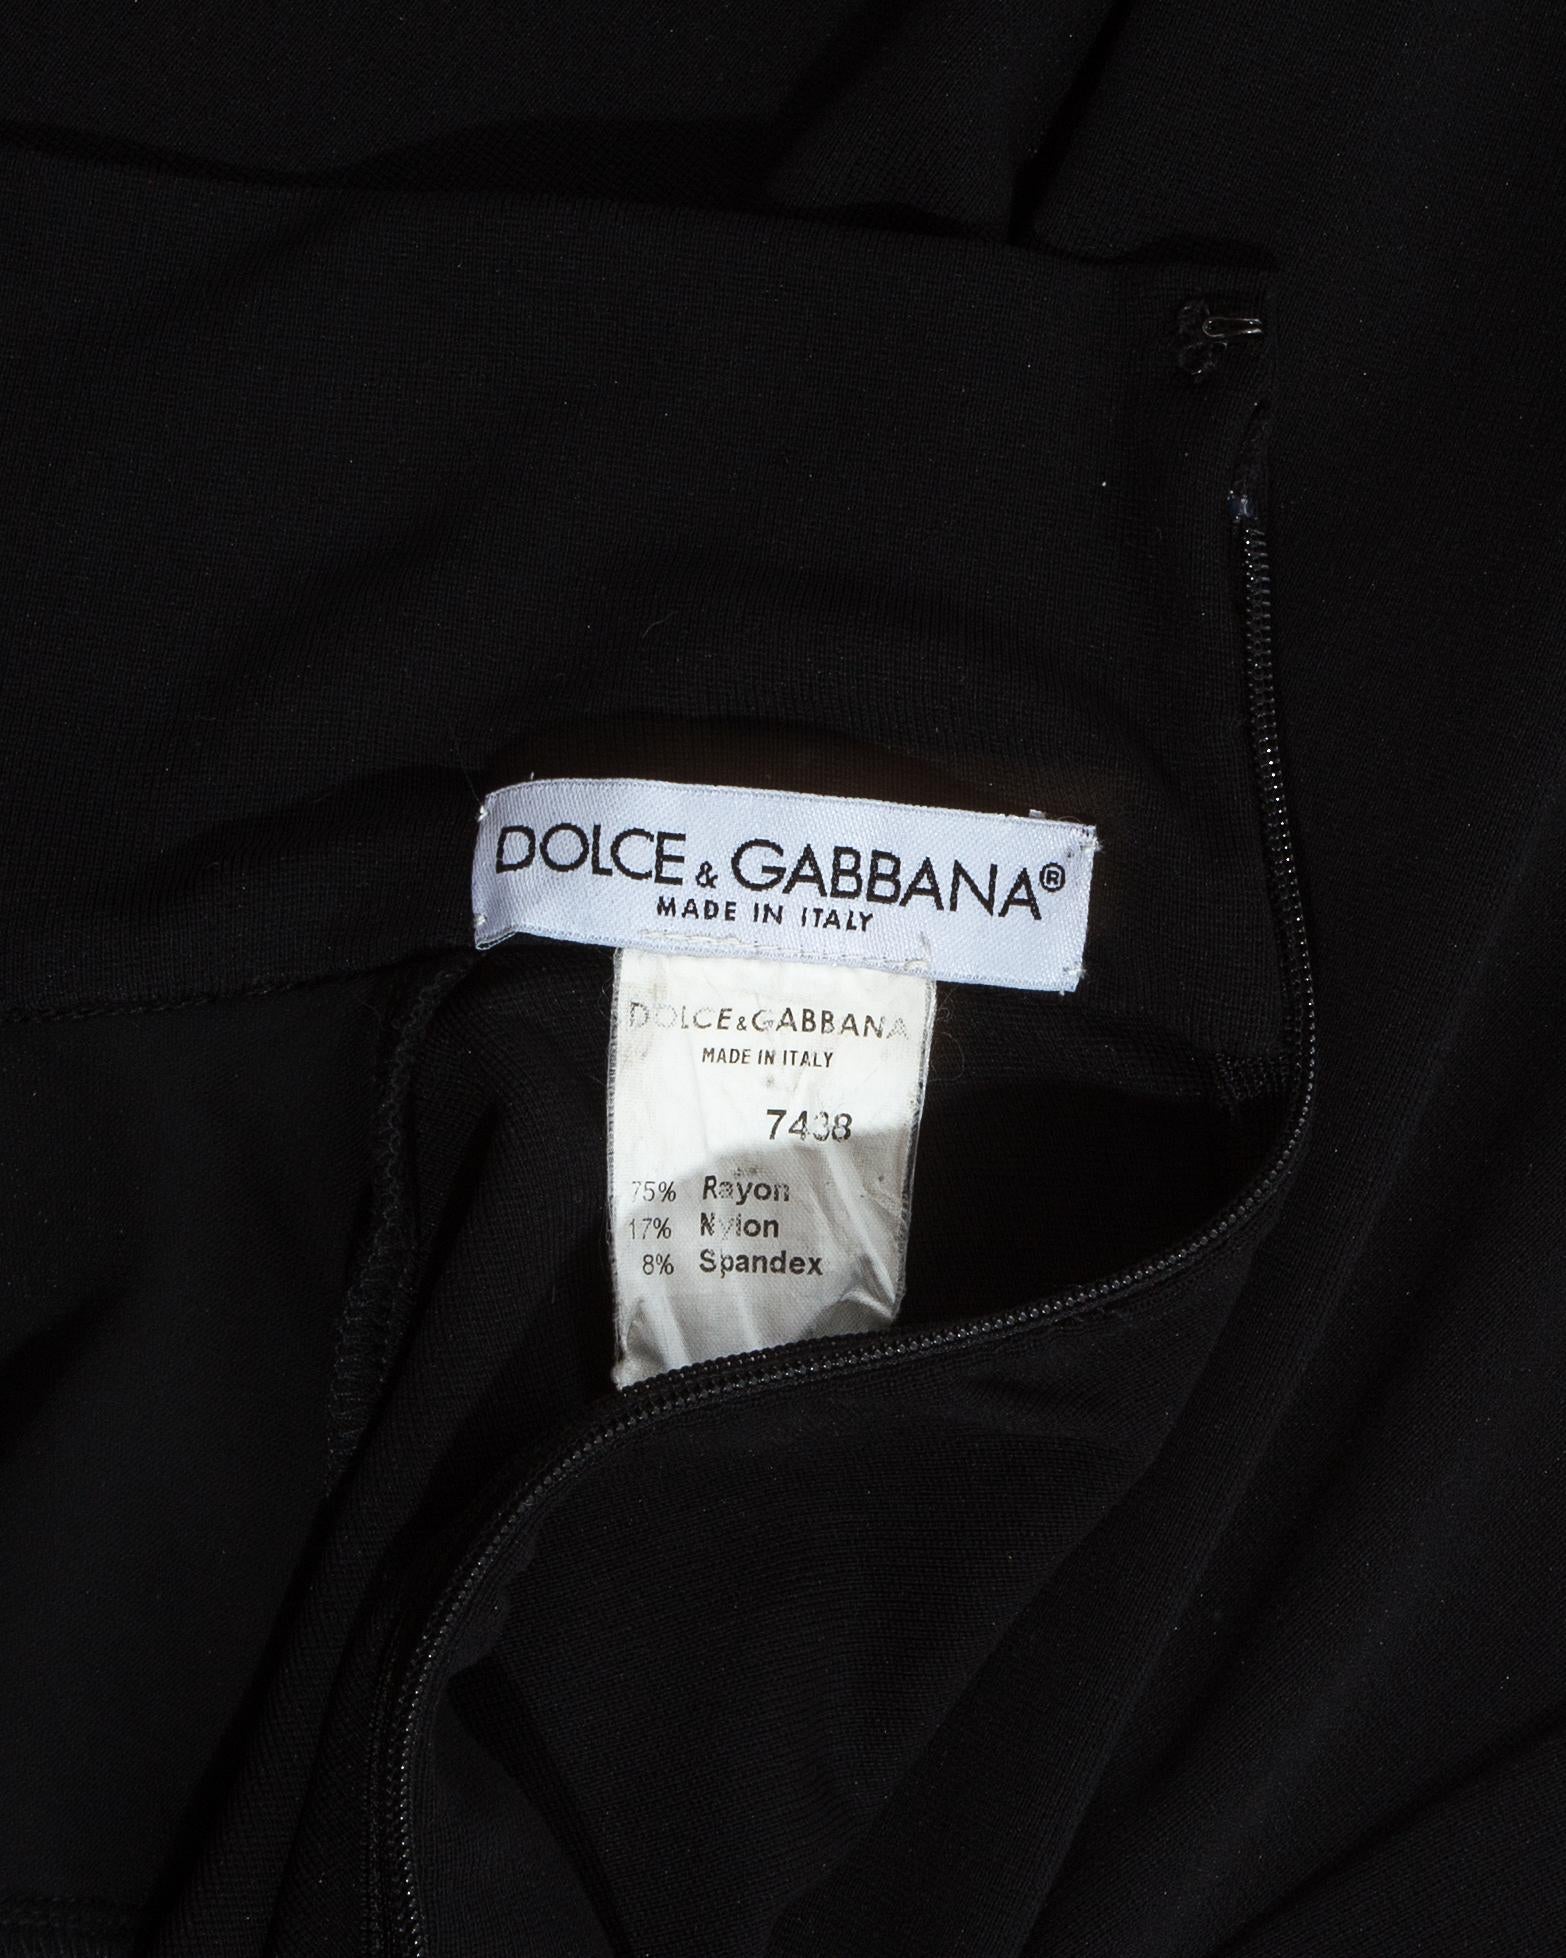 DOLCE & GABBANA®
MADE IN ITALY
DOLCE & GABBANA
MADE IN ITALY
7438
75% Rayon
17% Nylon
8% Spandex